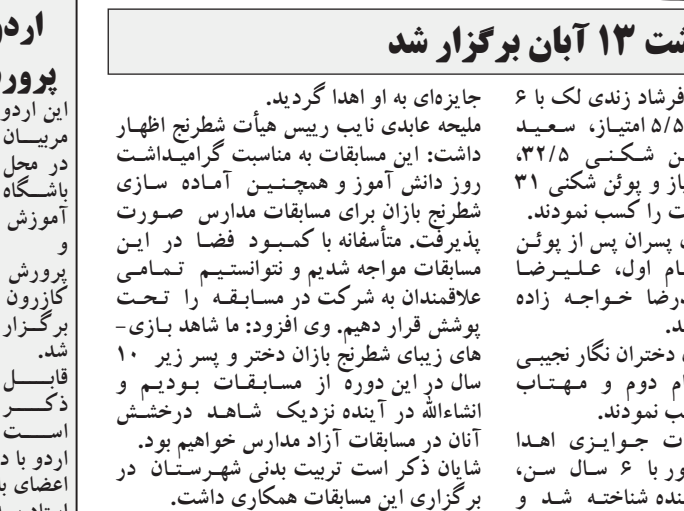 شت ۱۳ آبان برگزار شد
فرشاد زندی لک با ۶
۵/۵ امتیاز، سعید
شکنی ۳۲/۵،
یاز و پوئن شکنی ۳۱
ت را کسب نمودند.
پسران پس از پوئن
ام اول، علیرضا
درضا خواجه زاده
د.
دختران نگار نجیبی
ام دوم و مهتاب
ب نمودند.
ت جوایزی اهدا
ور با ۶ سال سن،
نده شناخته شد و
جایزه‌ای به او اهدا گردید.
ملیحه عابدی نایب رییس هیأت شطرنج اظهار
داشت: این مسابقات به مناسبت گرامیداشت
روز دانش آموز و همچنین آماده سازی
شطرنج بازان برای مسابقات مدارس صورت
پذیرفت. متأسفانه با کمبود فضا در این
مسابقات مواجه شدیم و نتوانستیم تمامی
علاقمندان به شرکت در مسابقه را تحت
پوشش قرار دهیم. وی افزود: ما شاهد بازی-
های زیبای شطرنج بازان دختر و پسر زیر ۱۰
سال در این دوره از مسابقات بودیم و
انشاءالله در آینده نزدیک شاهد درخشش
آنان در مسابقات آزاد مدارس خواهیم بود.
شایان ذکر است تربیت بدنی شهرستان در
برگزاری این مسابقات همکاری داشت.
اردو
پرور
این اردو
مربیان
در محل
باشگاه
آموزش
و
پرورش
کازرون
برگزار
شد.
قابل
ذکر
است
اردو با د
اعضای